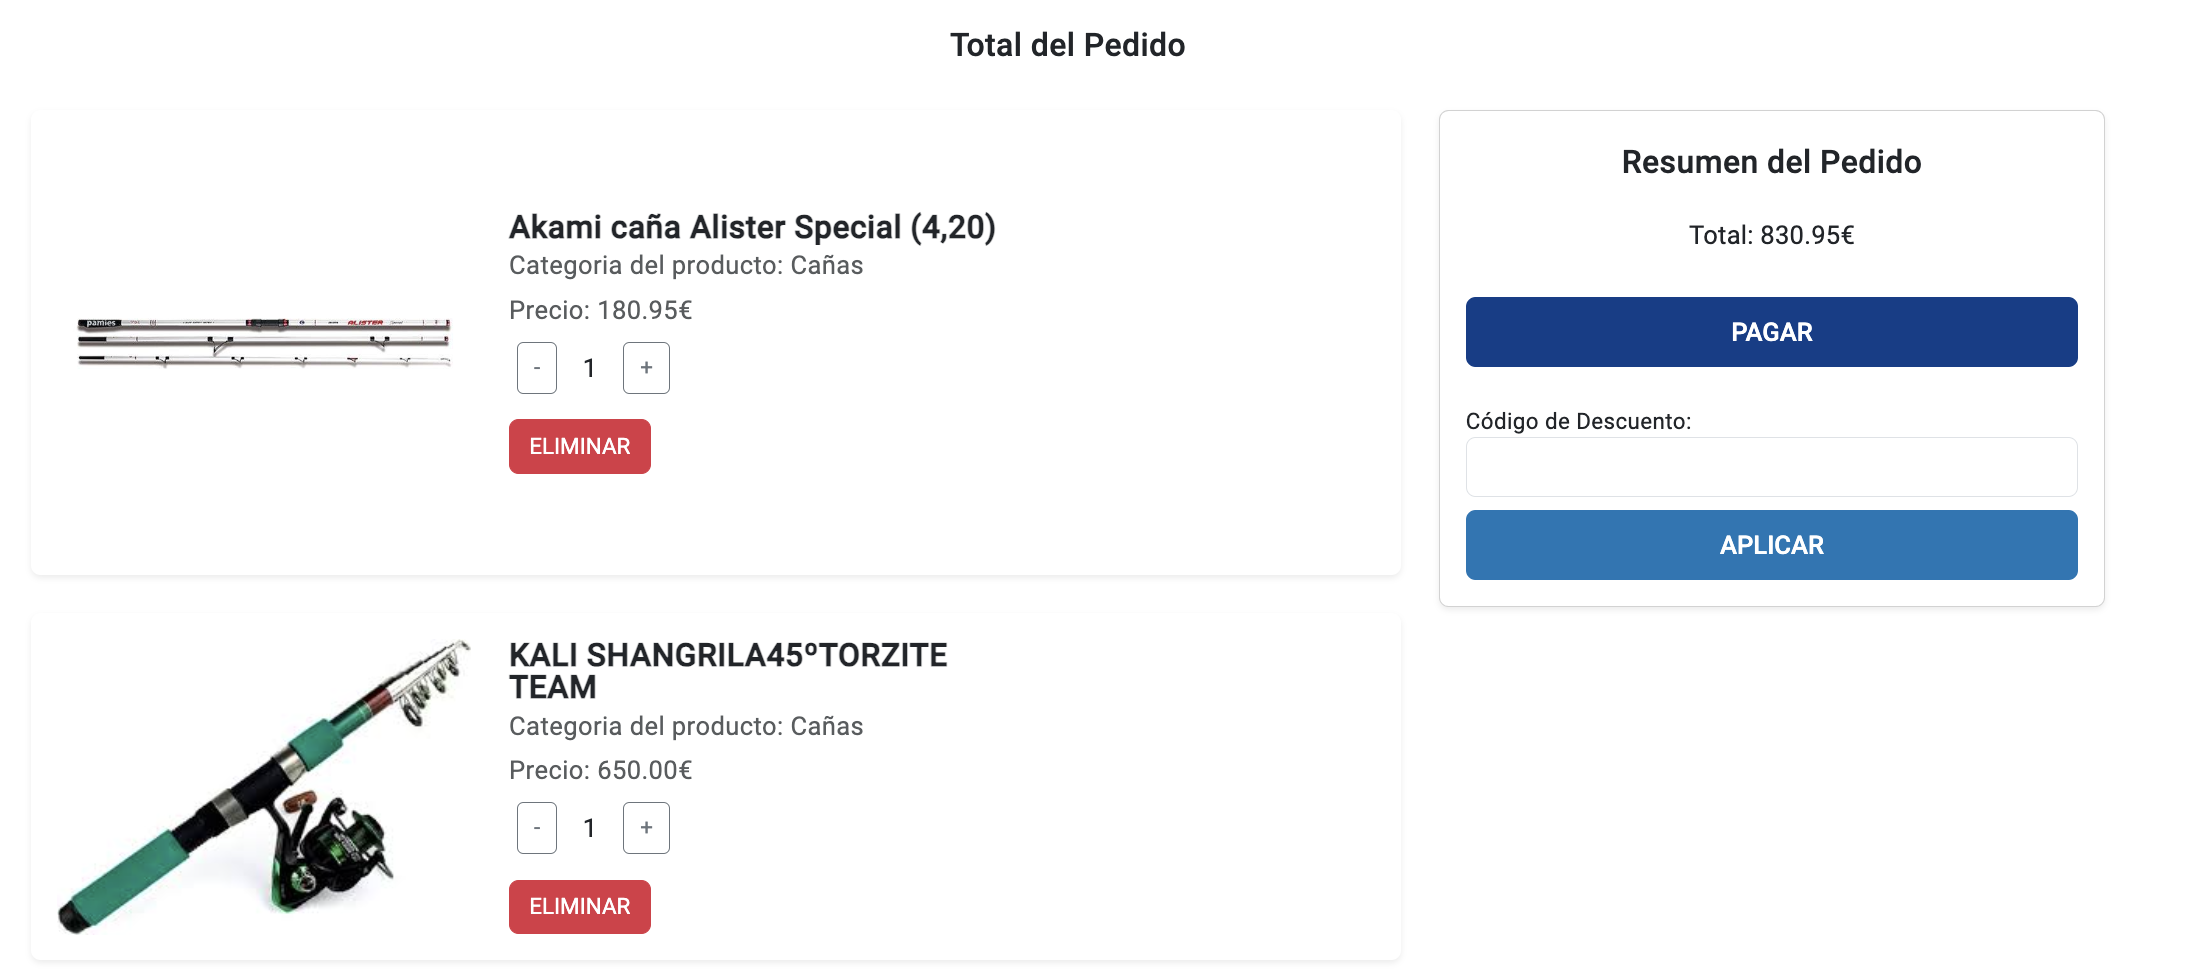 Total del Pedido
Akami caña Alister Special (4,20)
Categoria del producto: Cañas
Precio: 180.95€
- 1 +
ELIMINAR
pamies
ALISTER
KALI SHANGRILA45ºTORZITE
TEAM
Categoria del producto: Cañas
Precio: 650.00€
- 1 +
ELIMINAR
Resumen del Pedido
Total: 830.95€
PAGAR
Código de Descuento:
APLICAR